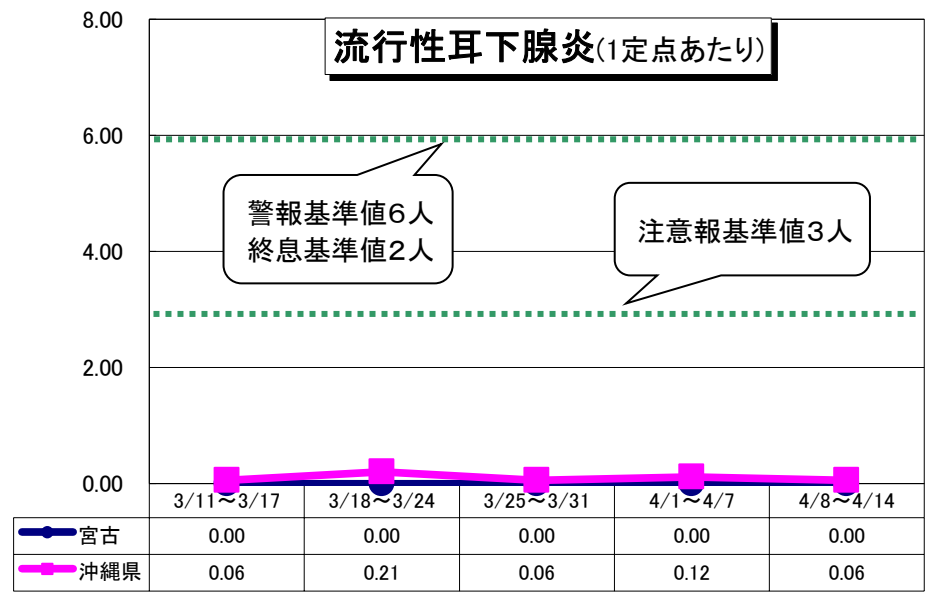 流行性耳下腺炎(1定点あたり)
8.00
6.00
4.00
2.00
0.00
警報基準値6人
終息基準値2人
注意報基準値3人
3/11～3/17 3/18～3/24 3/25～3/31 4/1～4/7 4/8～4/14
宮古 0.00 0.00 0.00 0.00 0.00
沖縄県 0.06 0.21 0.06 0.12 0.06